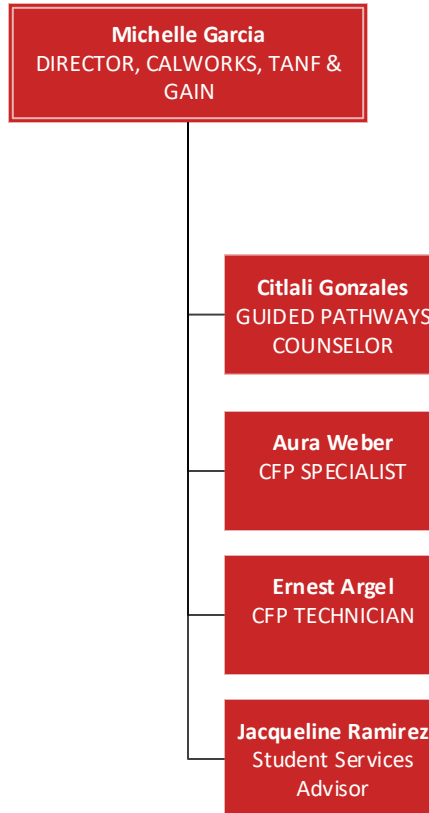 Michelle Garcia
DIRECTOR, CALWORKS, TANF &
GAIN
Citlali Gonzales
GUIDED PATHWAYS
COUNSELOR
Aura Weber
CFP SPECIALIST
Ernest Argel
CFP TECHNICIAN
Jacqueline Ramirez
Student Services
Advisor